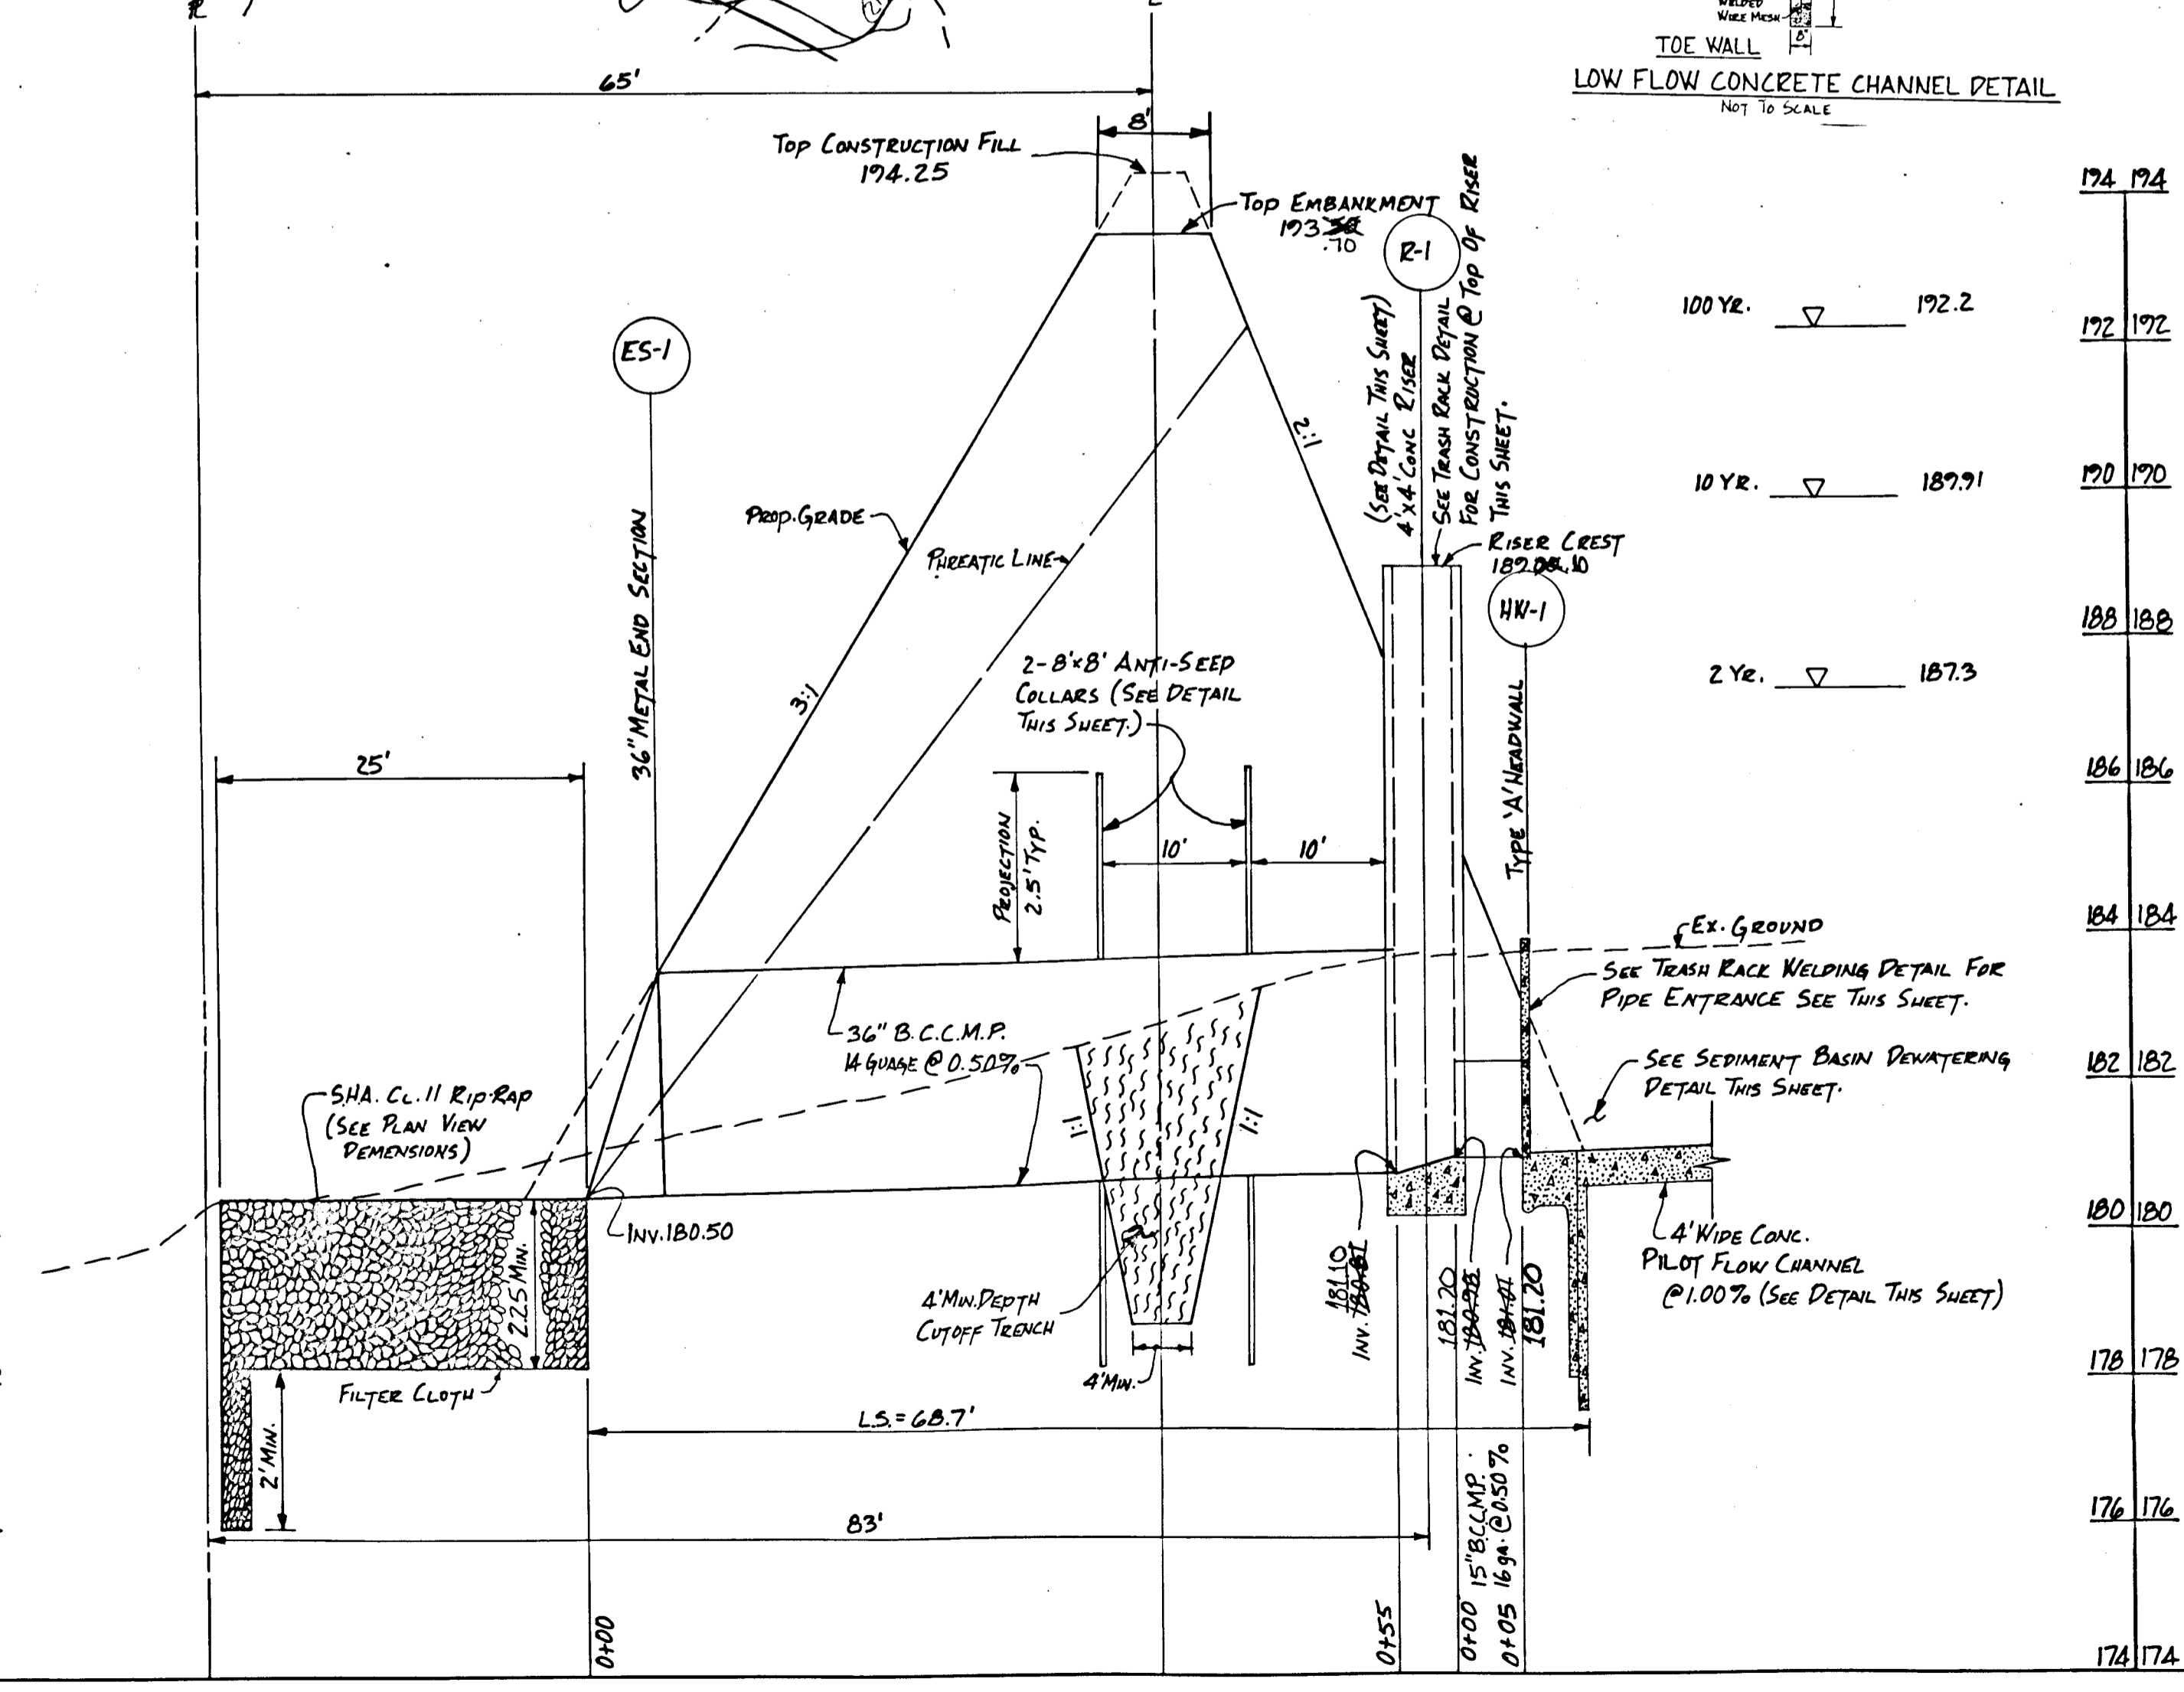 WELDED
WIRE MESH
8"
TOE WALL
LOW FLOW CONCRETE CHANNEL DETAIL
NOT TO SCALE
65'
8'
TOP CONSTRUCTION FILL
194.25
TOP EMBANKMENT
193
.70
R-1
(SEE DETAIL THIS SHEET)
4'x4' CONC RISER
SEE TRASH RACK DETAIL
FOR CONSTRUCTION @ TOP OF RISER
THIS SHEET.
194 194
100 YR. 192.2
192 192
ES-1
36" METAL END SECTION
2:1
10 YR. 189.91
190 190
PROP. GRADE
PHREATIC LINE
RISER CREST
189.10
HW-1
188 188
2 YR. 187.3
3:1
2-8'x8' ANTI-SEEP
COLLARS (SEE DETAIL
THIS SHEET.)
TYPE 'A' HEADWALL
25'
186 186
PROJECTION
2.5' TYP.
10'
10'
184 184
EX. GROUND
SEE TRASH RACK WELDING DETAIL FOR
PIPE ENTRANCE SEE THIS SHEET.
36" B.C.C.M.P.
14 GUAGE @ 0.50%
182 182
SEE SEDIMENT BASIN DEWATERING
DETAIL THIS SHEET.
S.H.A. CL. II RIP-RAP
(SEE PLAN VIEW
DEMENSIONS)
1:1
1:1
180 180
INV. 180.50
2.25 MIN.
4' WIDE CONC.
PILOT FLOW CHANNEL
@ 1.00% (SEE DETAIL THIS SHEET)
4' MIN. DEPTH
CUTOFF TRENCH
181.10
INV. 180.81
181.20
INV. 180.98
INV. 181.01
181.20
178 178
FILTER CLOTH
4' MIN.
L.S. = 68.7'
2' MIN.
176 176
83'
15" B.C.C.M.P.
16 ga. @ 0.50%
0+00
0+55
0+00
0+05
174 174